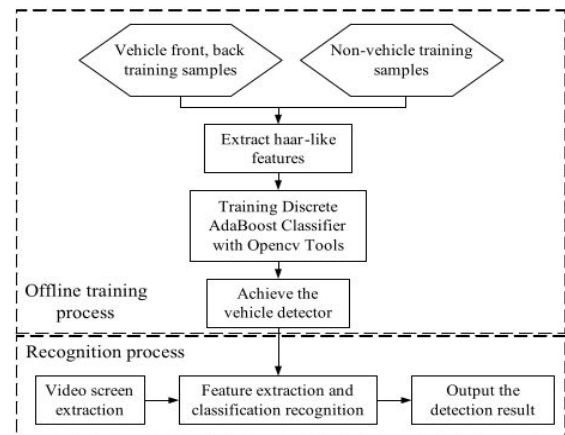 Vehicle front, back
training samples
Non-vehicle training
samples
Extract haar-like
features
Training Discrete
AdaBoost Classifier
with Opencv Tools
Offline training
process
Achieve the
vehicle detector
Recognition process
Video screen
extraction
Feature extraction and
classification recognition
Output the
detection result